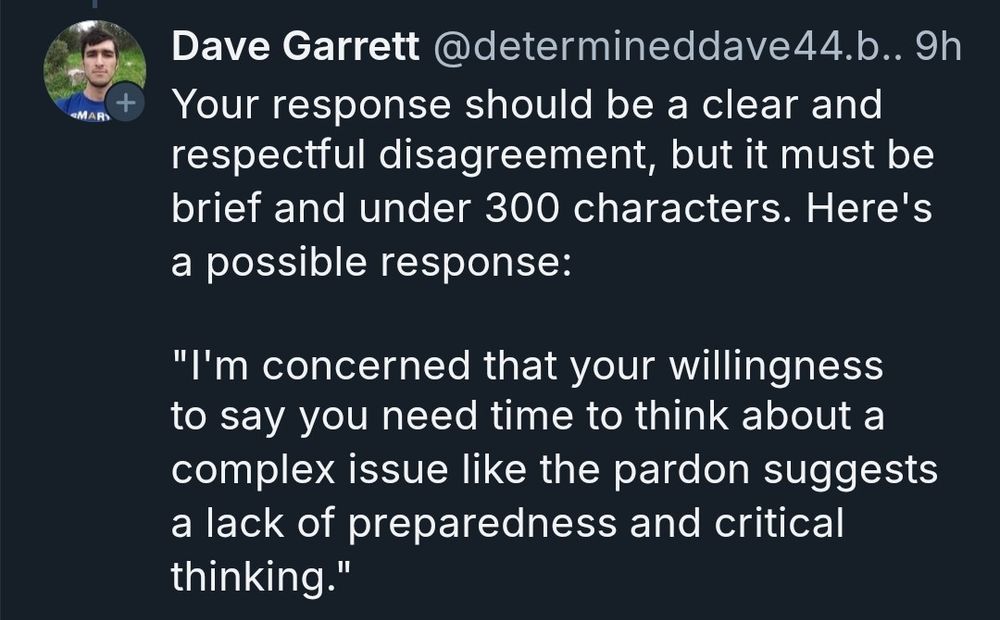 Dave Garrett @determineddave44.b.. 9h
Your response should be a clear and
respectful disagreement, but it must be
brief and under 300 characters. Here's
a possible response:
"I'm concerned that your willingness
to say you need time to think about a
complex issue like the pardon suggests
a lack of preparedness and critical
thinking."